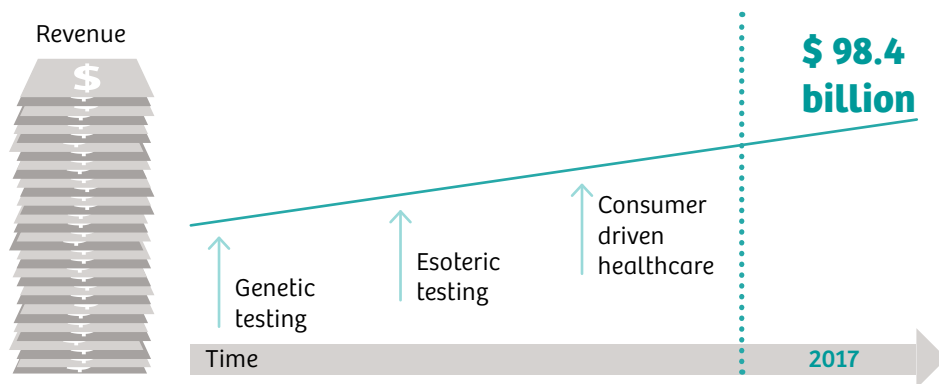 Revenue
$
$ 98.4
billion
Consumer
driven
healthcare
Esoteric
testing
Genetic
testing
Time
2017